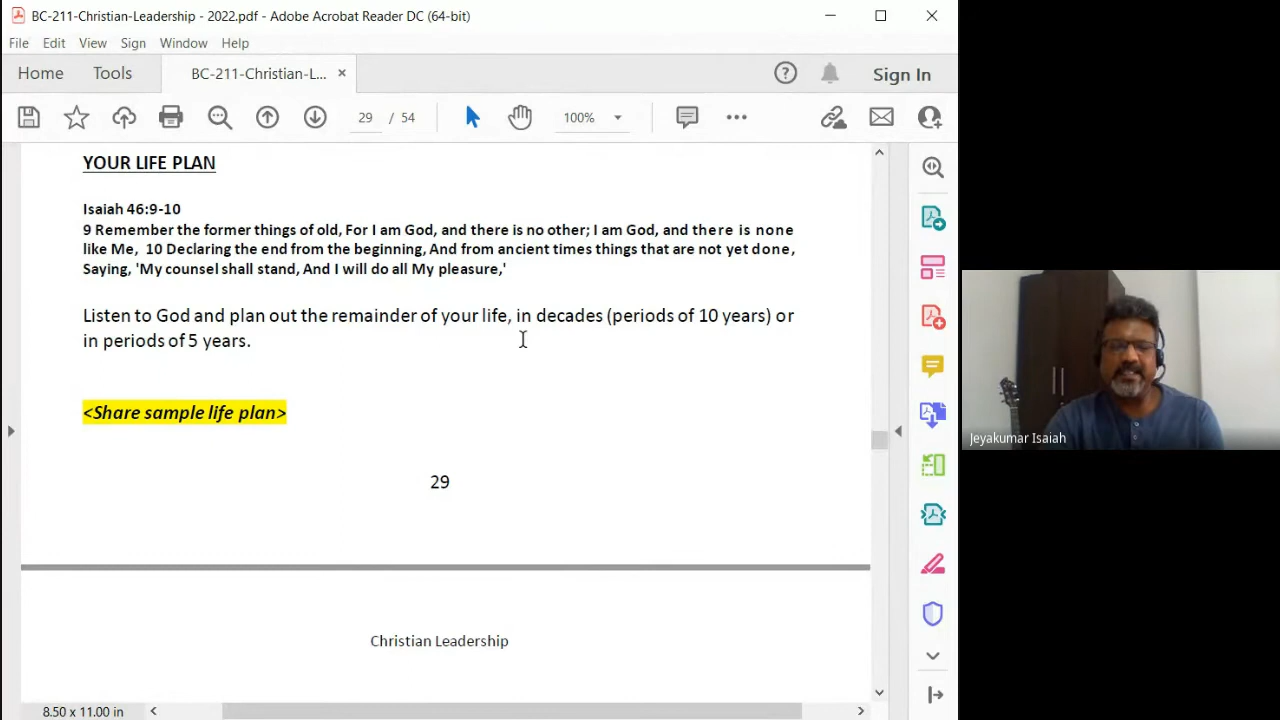 BC-211-Christian-Leadership - 2022.pdf - Adobe Acrobat Reader DC (64-bit)
File Edit View Sign Window Help
Home Tools BC-211-Christian-L... × Sign In
29 / 54 100%
YOUR LIFE PLAN
Isaiah 46:9-10
9 Remember the former things of old, For I am God, and there is no other; I am God, and there is none
like Me, 10 Declaring the end from the beginning, And from ancient times things that are not yet done,
Saying, 'My counsel shall stand, And I will do all My pleasure,'
Listen to God and plan out the remainder of your life, in decades (periods of 10 years) or
in periods of 5 years.
<Share sample life plan>
29
Christian Leadership
8.50 x 11.00 in
Jeyakumar Isaiah